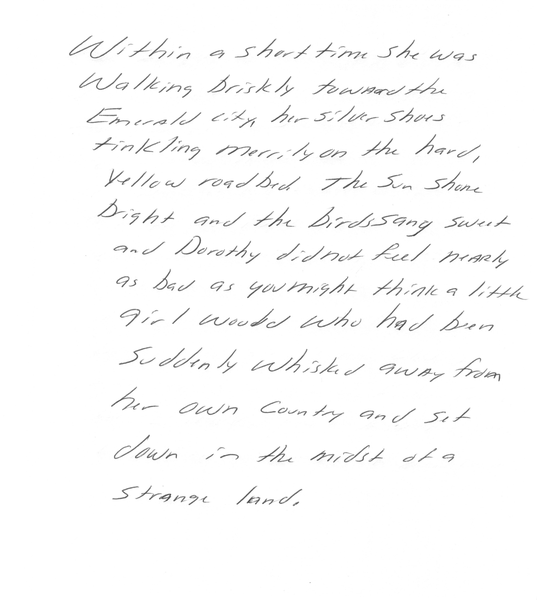 Within a short time she was
Walking briskly toward the
Emerald City, her silver shoes
tinkling merrily on the hard,
Yellow roadbed. The Sun shone
bright and the birds sang sweet
and Dorothy did not feel nearly
as bad as you might think a little
girl would who had been
Suddenly whisked away from
her own Country and set
down in the midst of a
strange land.